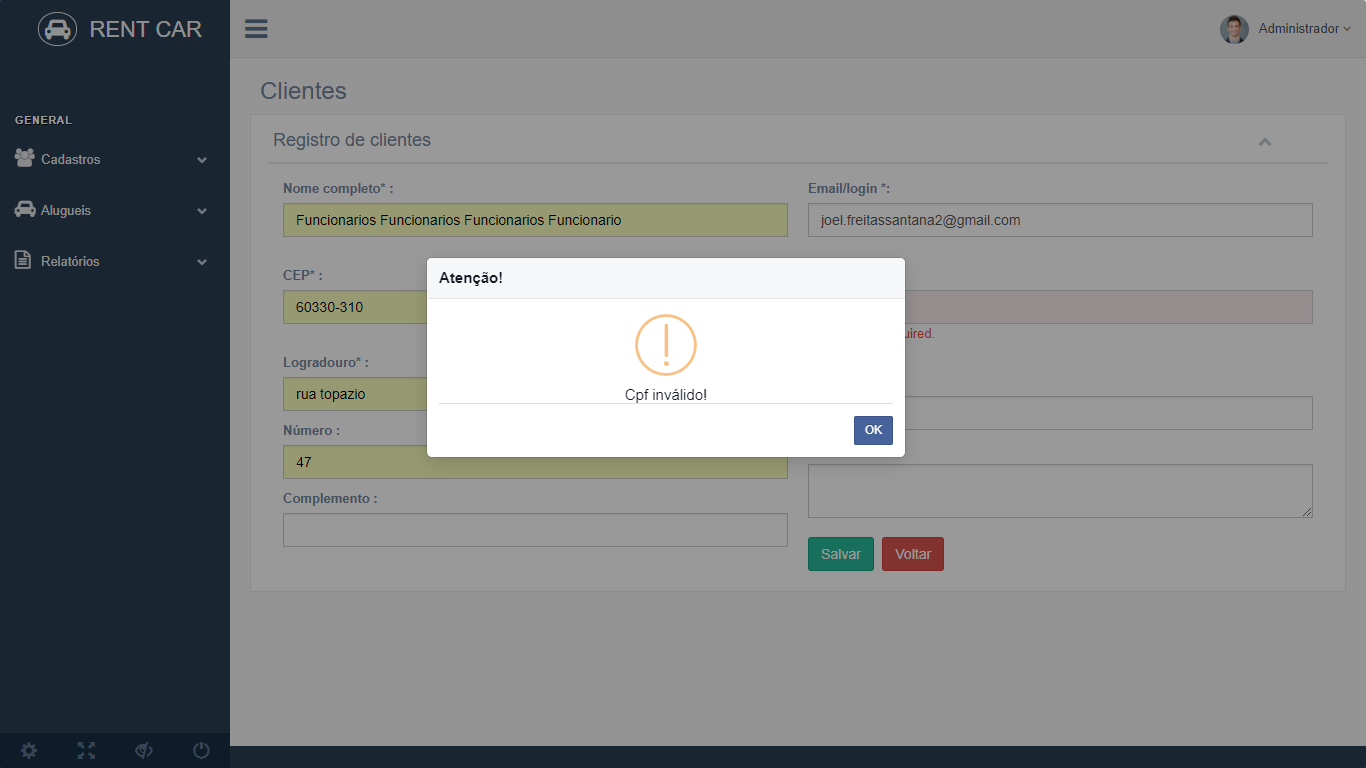 RENT CAR
Administrador
Clientes
GENERAL
Registro de clientes
Cadastros
Nome completo* :
Email/login *:
Alugueis
Funcionarios Funcionarios Funcionarios Funcionario
joel.freitassantana2@gmail.com
Relatórios
CEP* :
Atenção!
60330-310
Logradouro* :
rua topazio
Cpf inválido!
Número :
OK
47
Complemento :
Salvar
Voltar